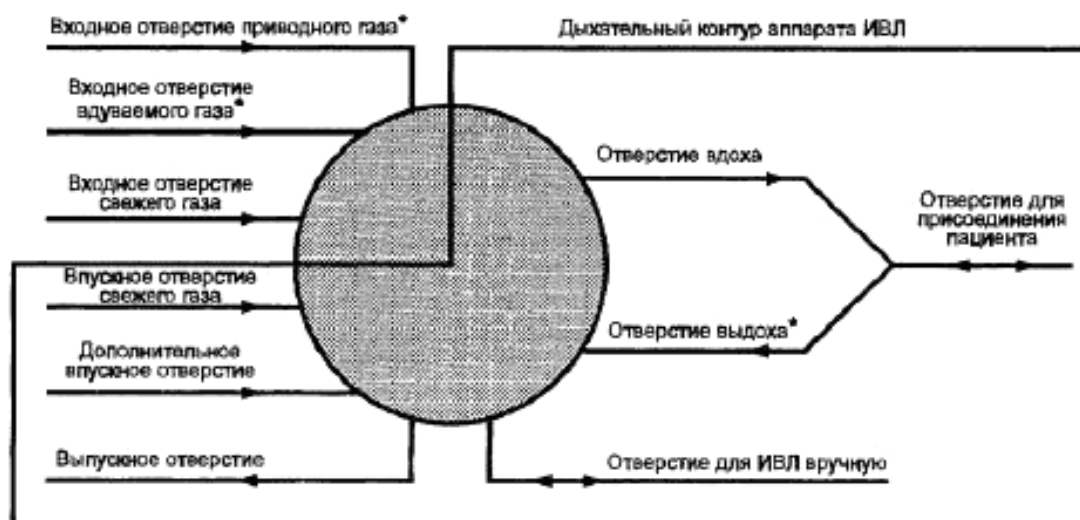 Входное отверстие приводного газа*
Дыхательный контур аппарата ИВЛ
Входное отверстие
вдуваемого газа*
Отверстие вдоха
Входное отверстие
свежего газа
Отверстие для
присоединения
пациента
Впускное отверстие
свежего газа
Отверстие выдоха*
Дополнительное
впускное отверстие
Выпускное отверстие
Отверстие для ИВЛ вручную